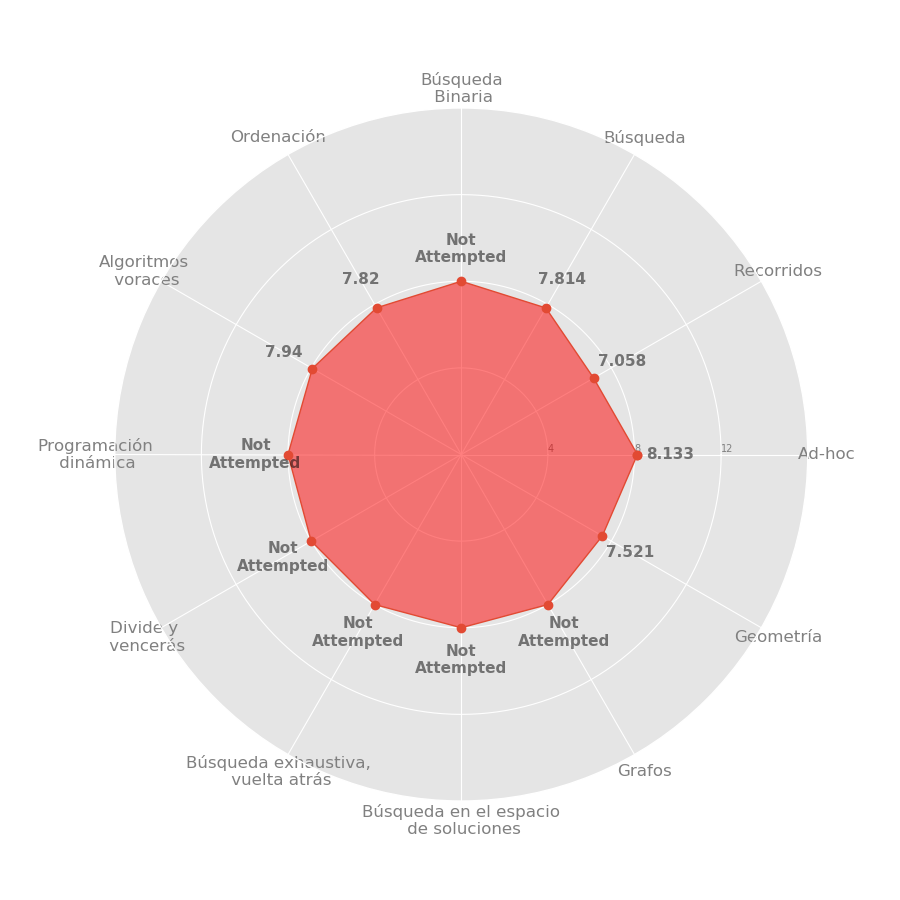 Búsqueda
Binaria
Ordenación
Búsqueda
Not
Attempted
Algoritmos
voraces
7.82
7.814
Recorridos
7.94
7.058
Programación
dinámica
Not
Attempted
4
8
12
8.133
Ad-hoc
Not
Attempted
7.521
Divide y
vencerás
Not
Attempted
Not
Attempted
Not
Attempted
Geometría
Búsqueda exhaustiva,
vuelta atrás
Grafos
Búsqueda en el espacio
de soluciones